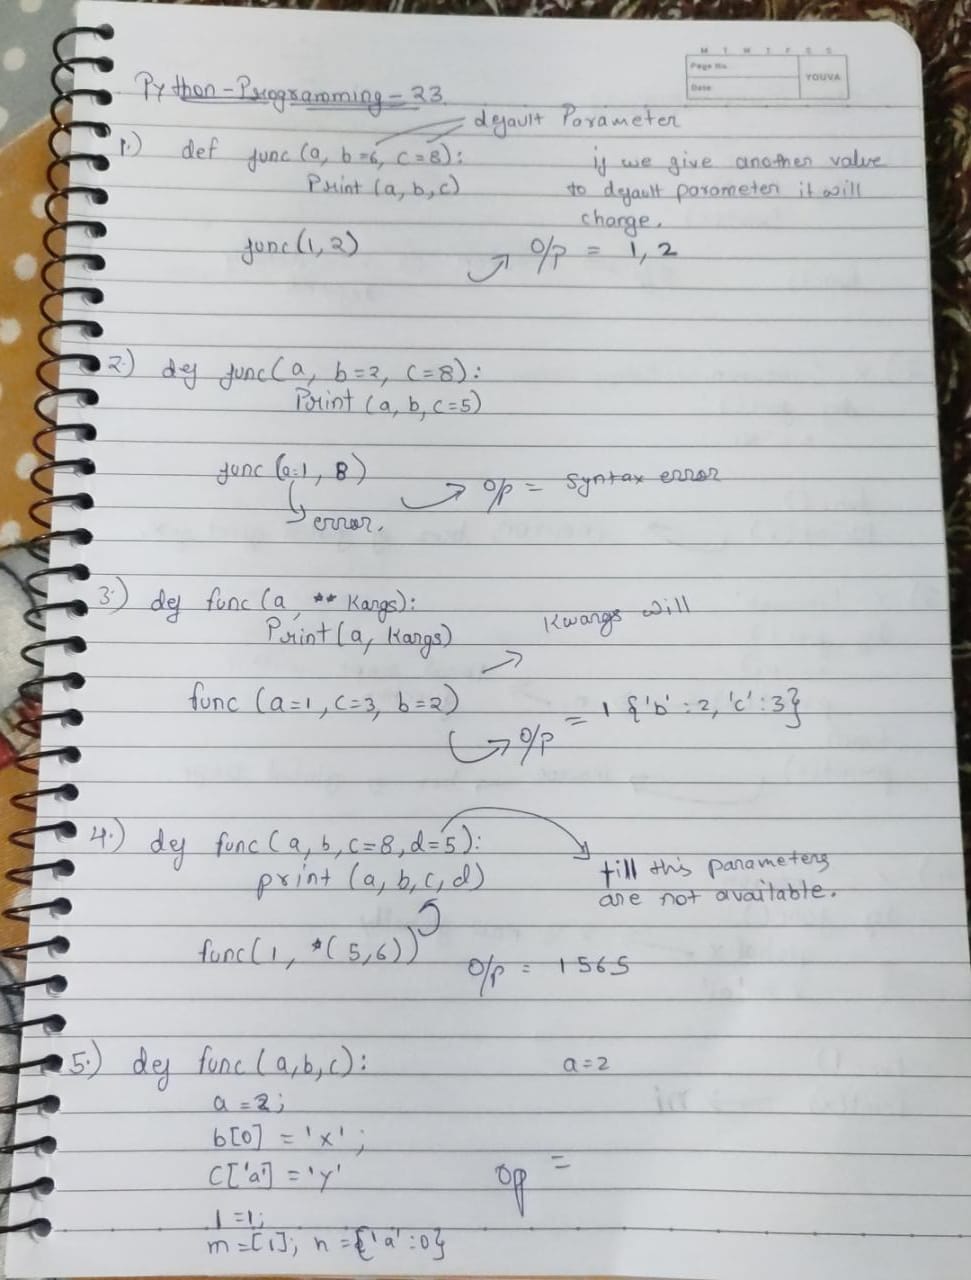 M T W T F S S
Page No.
Date
YOUVA
Python-Programming-23
default Parameter
1.) def func (a, b=6, c=8):
Print (a, b, c)
if we give another value
to default parameter it will
change.
func(1, 2)
O/p = 1, 2
2.) def func(a, b=2, c=8):
Print (a, b, c=5)
func (a=1, 8)
O/p = Syntax error
error.
3.) def func (a, ** Kargs):
Print (a, Kargs)
Kwargs will
func (a=1, c=3, b=2)
O/p = 1 {'b':2, 'c':3}
4.) def func (a, b, c=8, d=5):
print (a, b, c, d)
till this parameters
are not available.
func(1, *(5,6))
O/p = 1565
5.) def func (a,b,c):
a=2
a=2;
b[0] = 'x';
c['a'] = 'y'
Op =
l=1;
m=[1]; n={'a':0}